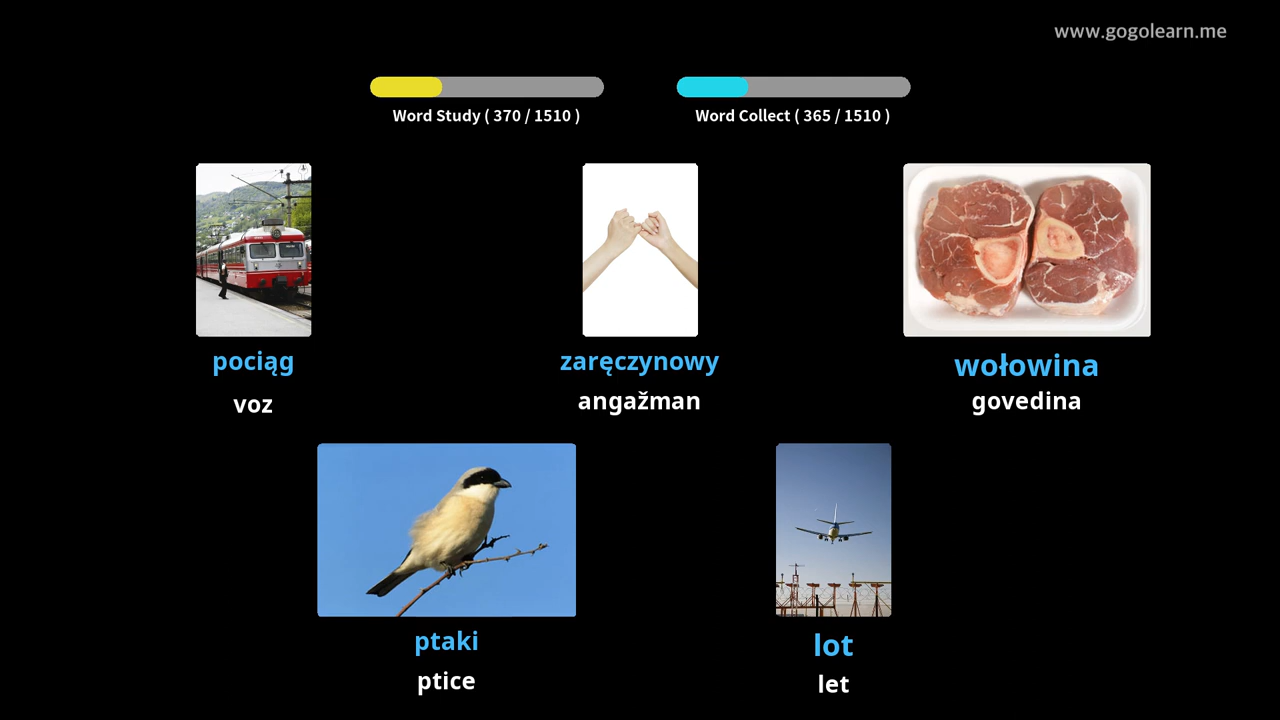 www.gogolearn.me
Word Study ( 370 / 1510 )
Word Collect ( 365 / 1510 )
pociąg
voz
zaręczynowy
angažman
wołowina
govedina
ptaki
ptice
lot
let